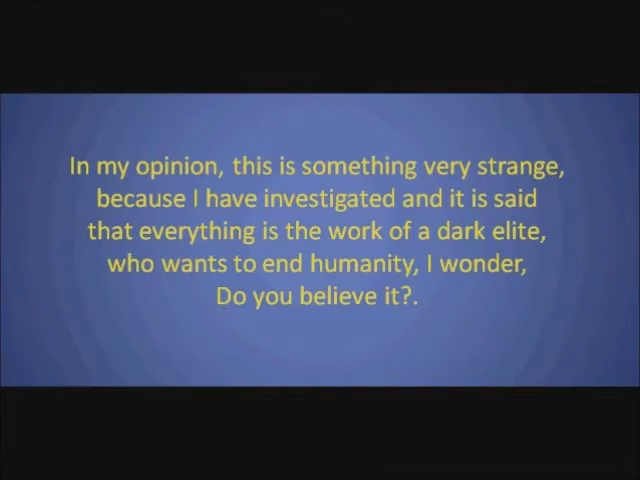 In my opinion, this is something very strange,
because I have investigated and it is said
that everything is the work of a dark elite,
who wants to end humanity, I wonder,
Do you believe it?.